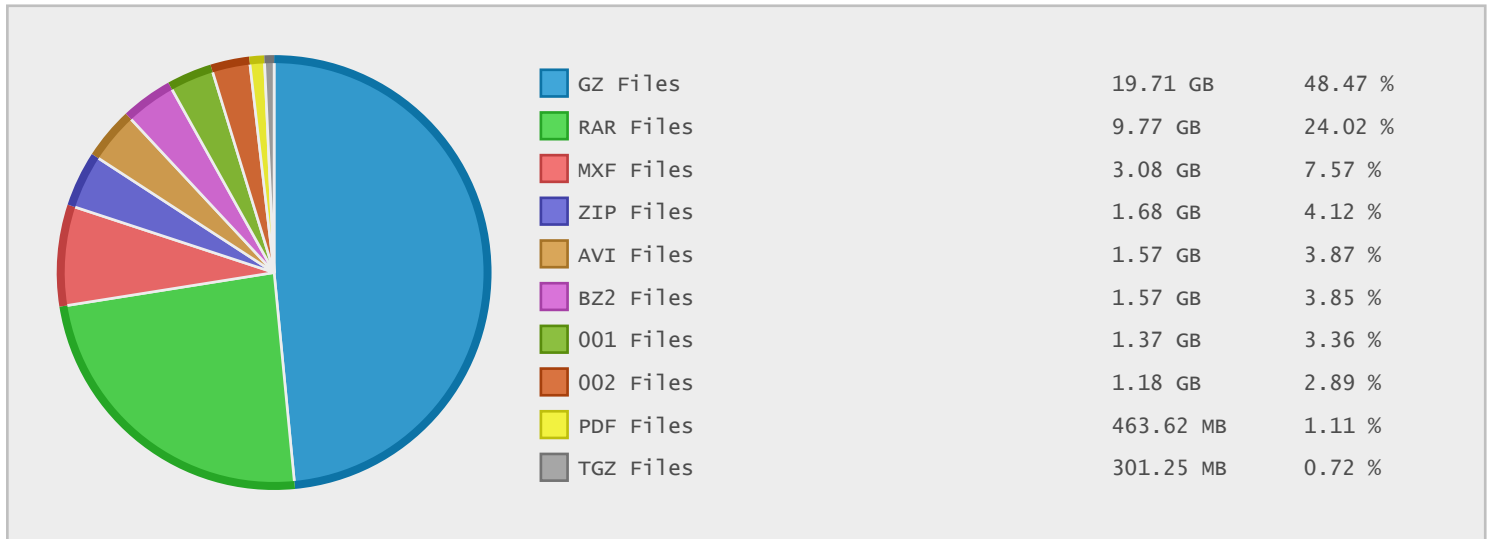 GZ Files 19.71 GB 48.47 %
RAR Files 9.77 GB 24.02 %
MXF Files 3.08 GB 7.57 %
ZIP Files 1.68 GB 4.12 %
AVI Files 1.57 GB 3.87 %
BZ2 Files 1.57 GB 3.85 %
001 Files 1.37 GB 3.36 %
002 Files 1.18 GB 2.89 %
PDF Files 463.62 MB 1.11 %
TGZ Files 301.25 MB 0.72 %